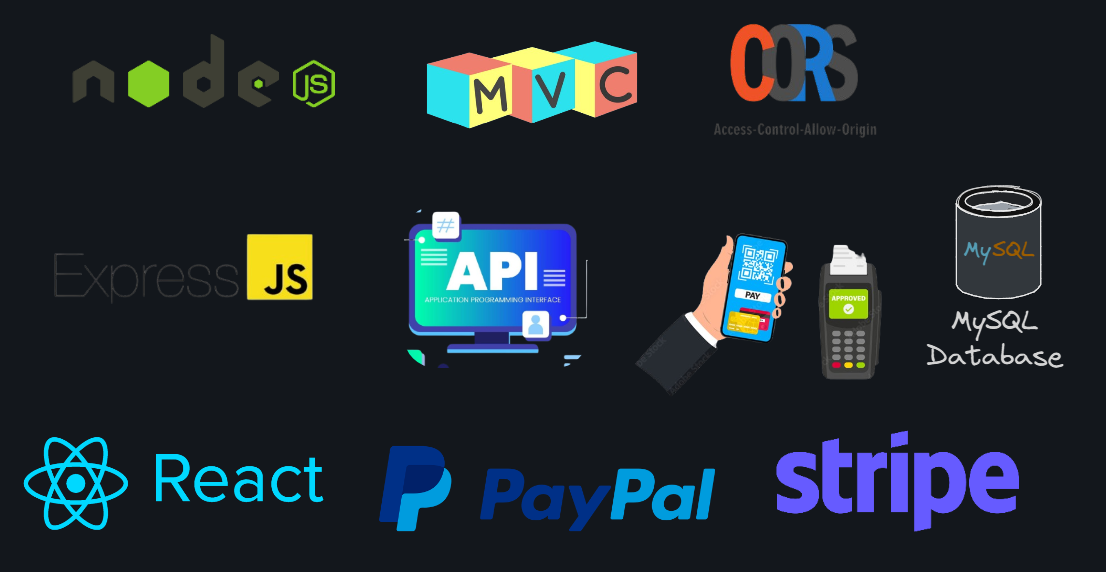 node JS
MVC
CORS
Access-Control-Allow-Origin
Express JS
#
API
APPLICATION PROGRAMMING INTERFACE
PAY
APPROVED
MySQL
MySQL
Database
React
PayPal
stripe